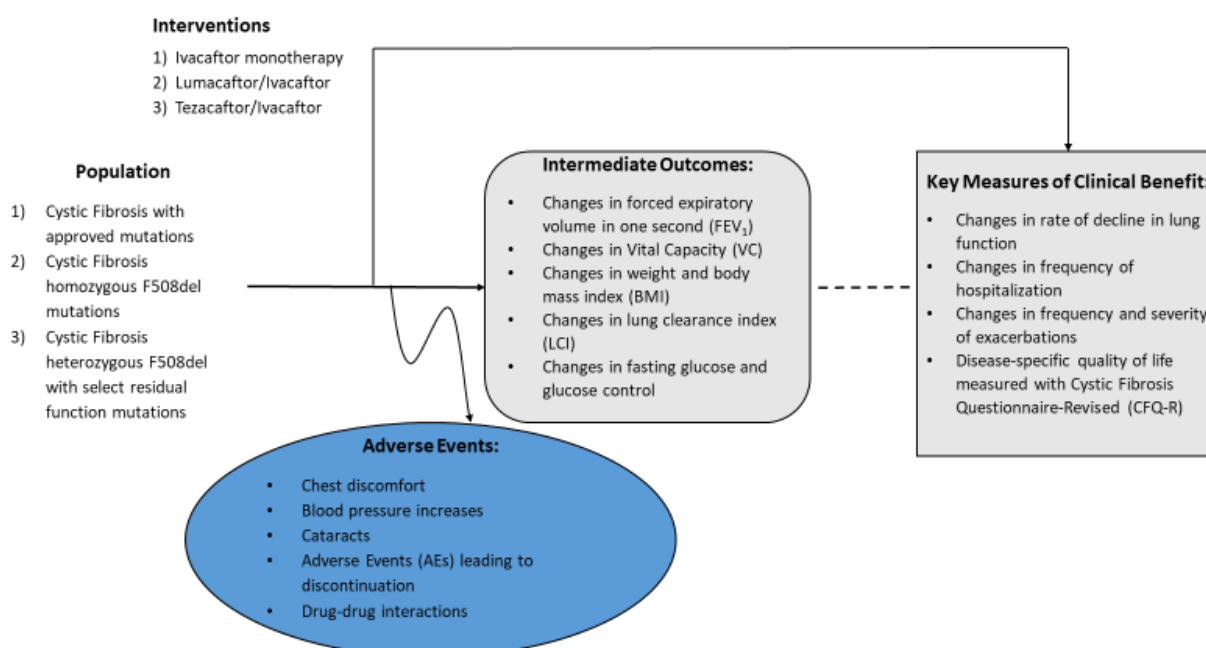 Interventions
1) Ivacaftor monotherapy
2) Lumacaftor/Ivacaftor
3) Tezacaftor/Ivacaftor
Population
1) Cystic Fibrosis with
approved mutations
2) Cystic Fibrosis
homozygous F508del
mutations
3) Cystic Fibrosis
heterozygous F508del
with select residual
function mutations
Intermediate Outcomes:
• Changes in forced expiratory
volume in one second (FEV₁)
• Changes in Vital Capacity (VC)
• Changes in weight and body
mass index (BMI)
• Changes in lung clearance index
(LCI)
• Changes in fasting glucose and
glucose control
Key Measures of Clinical Benefit:
• Changes in rate of decline in lung
function
• Changes in frequency of
hospitalization
• Changes in frequency and severity
of exacerbations
• Disease-specific quality of life
measured with Cystic Fibrosis
Questionnaire-Revised (CFQ-R)
Adverse Events:
• Chest discomfort
• Blood pressure increases
• Cataracts
• Adverse Events (AEs) leading to
discontinuation
• Drug-drug interactions